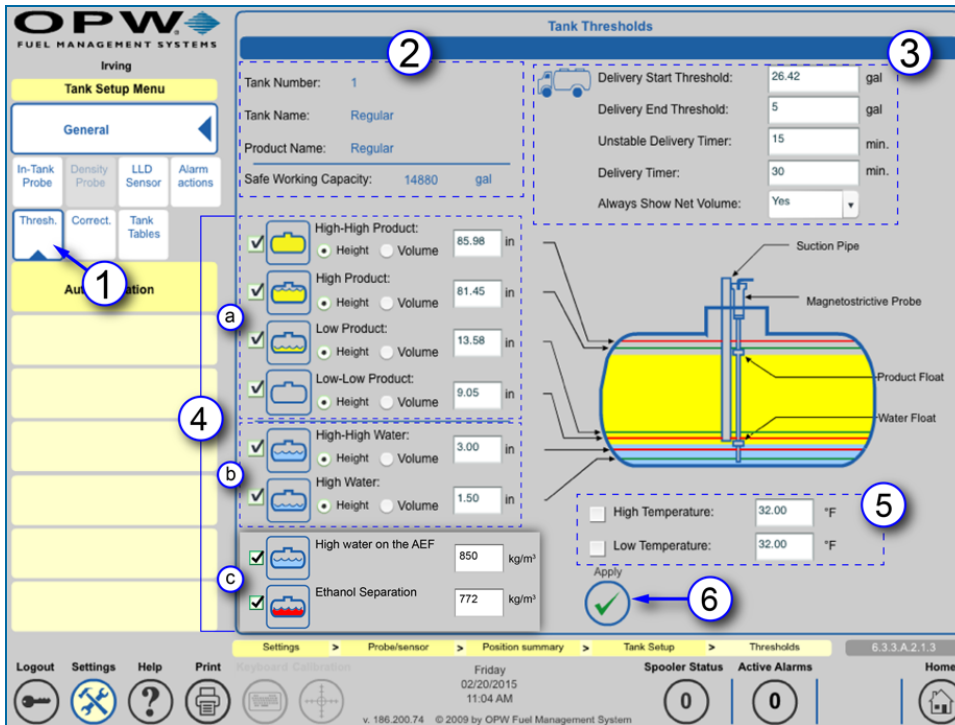 OPW
FUEL MANAGEMENT SYSTEMS
Irving
Tank Setup Menu
General
In-Tank Probe
Density Probe
LLD Sensor
Alarm actions
Thresh.
Correct.
Tank Tables
1
Tank Thresholds
2
Tank Number: 1
Tank Name: Regular
Product Name: Regular
Safe Working Capacity: 14880 gal
3
Delivery Start Threshold: 26.42 gal
Delivery End Threshold: 5 gal
Unstable Delivery Timer: 15 min.
Delivery Timer: 30 min.
Always Show Net Volume: Yes
4
a
High-High Product:
Height Volume 85.98 in
High Product:
Height Volume 81.45 in
Low Product:
Height Volume 13.58 in
Low-Low Product:
Height Volume 9.05 in
b
High-High Water:
Height Volume 3.00 in
High Water:
Height Volume 1.50 in
c
High water on the AEF 850 kg/m³
Ethanol Separation 772 kg/m³
Suction Pipe
Magnetostrictive Probe
Product Float
Water Float
5
High Temperature: 32.00 °F
Low Temperature: 32.00 °F
Apply
6
Settings > Probe/sensor > Position summary > Tank Setup > Thresholds 6.3.3.A.2.1.3
Logout Settings Help Print Keyboard Calibration
Friday
02/20/2015
11:04 AM
v. 186.200.74 © 2009 by OPW Fuel Management System
Spooler Status
0
Active Alarms
0
Home